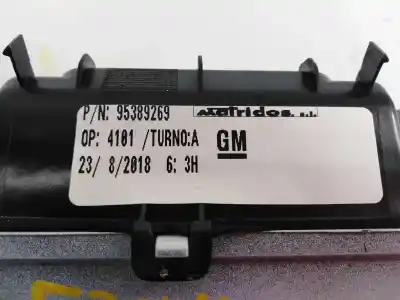 P/N: 95389269
OP: 4101 /TURNO:A GM
23/ 8/2018 6: 3H